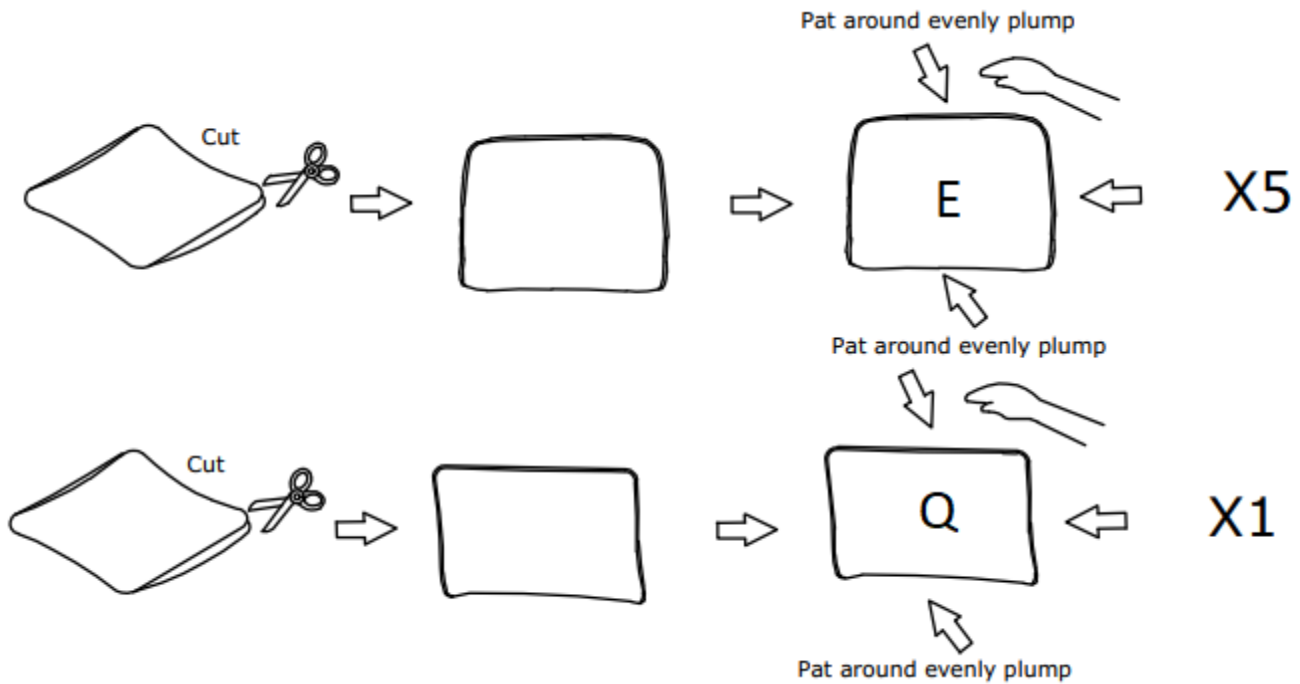 Pat around evenly plump
Cut
E
X5
Pat around evenly plump
Cut
Q
X1
Pat around evenly plump